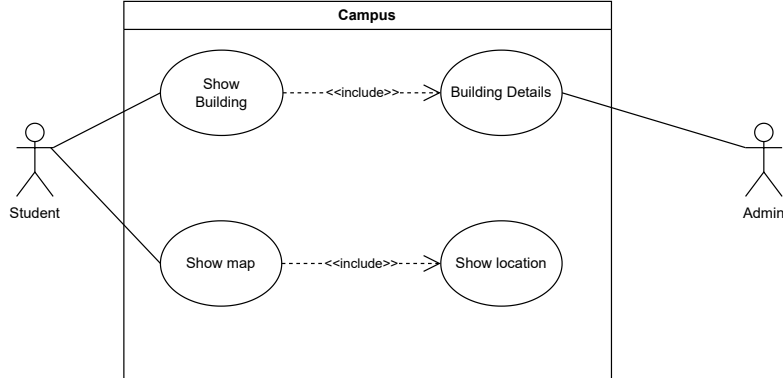 Campus
Show
Building
<<include>>
Building Details
Student
Admin
Show map
<<include>>
Show location